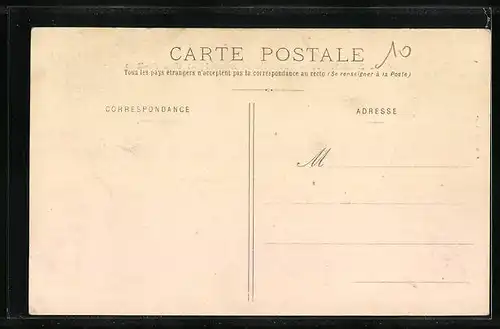 CARTE POSTALE
10
Tous les pays étrangers n'acceptent pas la correspondance au recto (Se renseigner à la Poste)
CORRESPONDANCE
ADRESSE
M